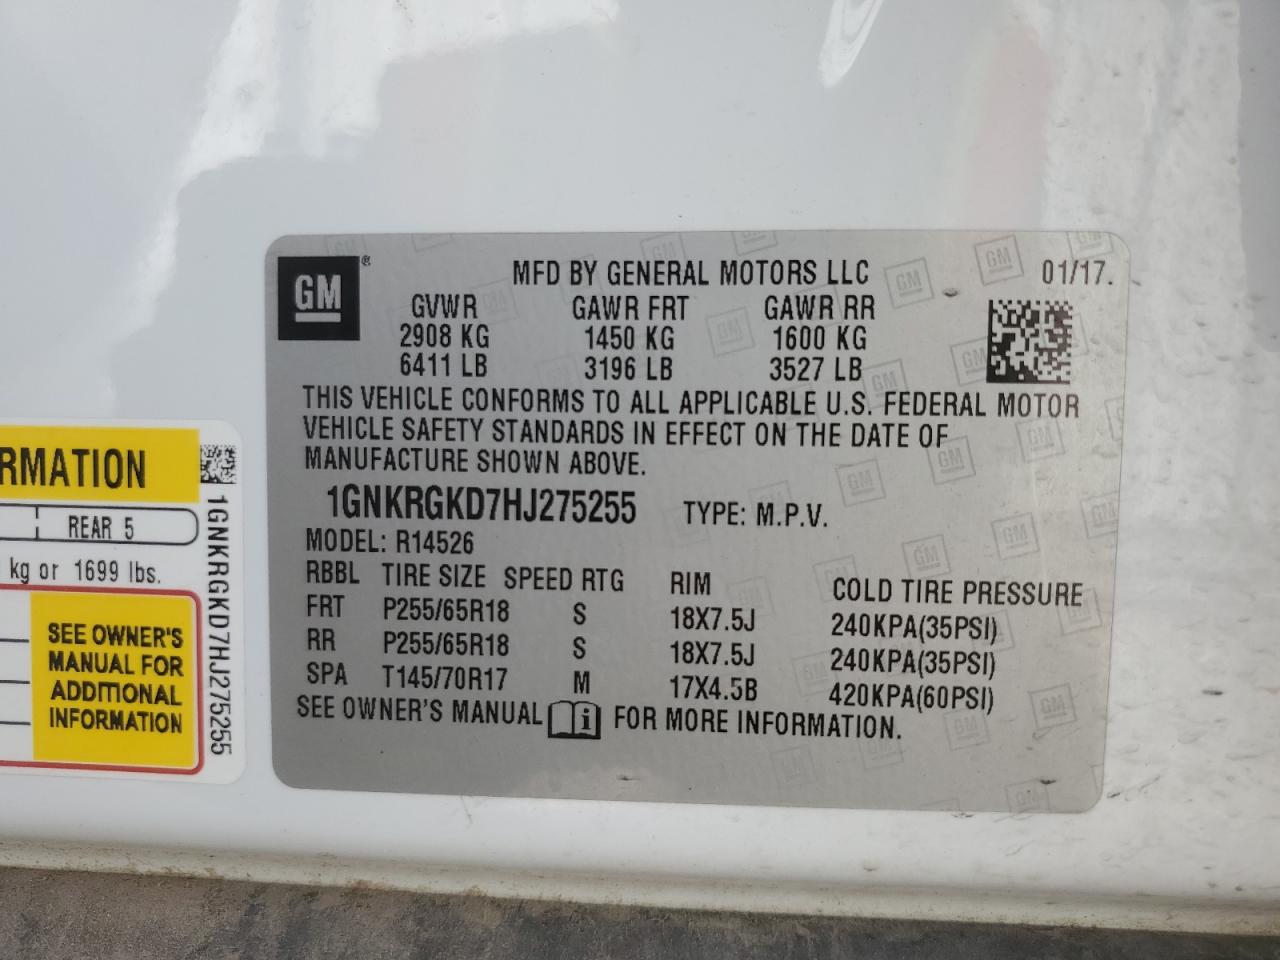 GM ®
MFD BY GENERAL MOTORS LLC 01/17.
GVWR GAWR FRT GAWR RR
2908 KG 1450 KG 1600 KG
6411 LB 3196 LB 3527 LB
THIS VEHICLE CONFORMS TO ALL APPLICABLE U.S. FEDERAL MOTOR
VEHICLE SAFETY STANDARDS IN EFFECT ON THE DATE OF
MANUFACTURE SHOWN ABOVE.
1GNKRGKD7HJ275255 TYPE: M.P.V.
MODEL: R14526
RBBL TIRE SIZE SPEED RTG RIM COLD TIRE PRESSURE
FRT P255/65R18 S 18X7.5J 240KPA(35PSI)
RR P255/65R18 S 18X7.5J 240KPA(35PSI)
SPA T145/70R17 M 17X4.5B 420KPA(60PSI)
SEE OWNER'S MANUAL i FOR MORE INFORMATION.
RMATION
REAR 5
kg or 1699 lbs.
SEE OWNER'S
MANUAL FOR
ADDITIONAL
INFORMATION
1GNKRGKD7HJ275255